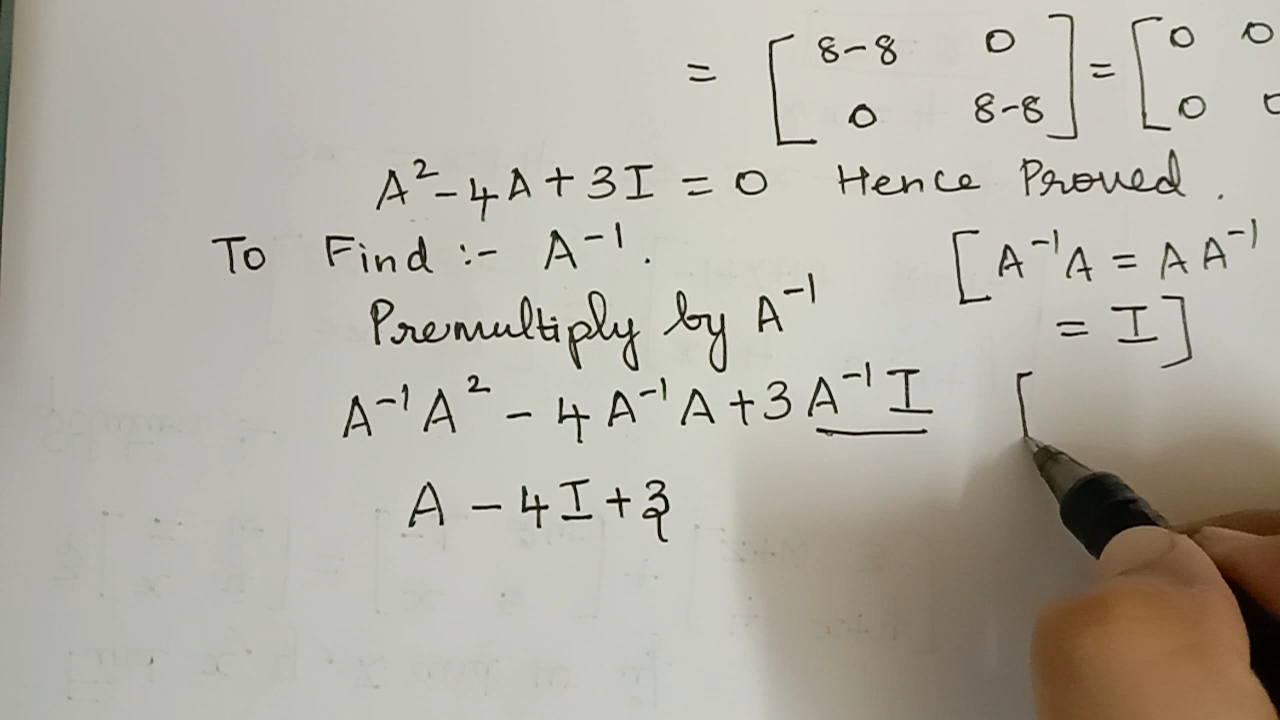 = [ 8-8 0 ] = [ 0 0
0 8-8 0 0
A² - 4A + 3I = 0 Hence Proved.
To Find :- A⁻¹.
[A⁻¹A = AA⁻¹
= I]
Premultiply by A⁻¹
A⁻¹A² - 4A⁻¹A + 3A⁻¹I [
A - 4I + 3